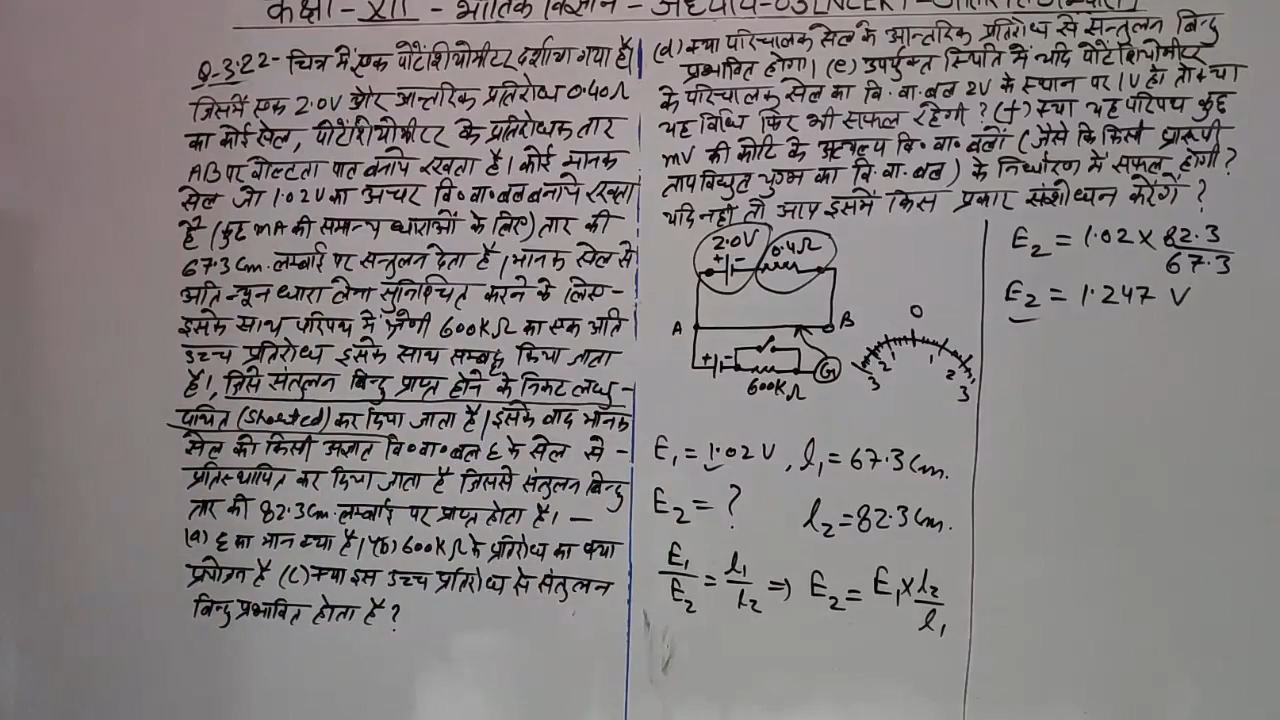 कक्षा - XII - भौतिक विज्ञान - अध्याय-03 [NCERT -
Q-3.22- चित्र में एक पोटेंशियोमीटर दर्शाया गया है।
जिसमें एक 2.0V और आन्तरिक प्रतिरोध 0.40Ω
का कोई सेल, पोटेंशियोमीटर के प्रतिरोधक तार
AB पर वोल्टता पात बनाये रखता है। कोई मानक
सेल जो 1.02V का अचर वि०वा०बल बनाये रखता
है (कुछ mA की सामान्य धाराओं के लिए) तार की
67.3cm. लम्बाई पर सन्तुलन देता है। मानक सेल से
अति न्यून धारा लेना सुनिश्चित करने के लिए-
इसके साथ परिपथ में श्रेणी 600KΩ का एक अति
उच्च प्रतिरोध इसके साथ सम्बद्ध किया जाता
है।, जिसे संतुलन बिन्दु प्राप्त होने के निकट लघु-
पथित (Shorted) कर दिया जाता है। इसके बाद मानक
सेल को किसी अज्ञात वि०वा०बल ξ के सेल से-
प्रतिस्थापित कर दिया जाता है जिससे संतुलन बिन्दु
तार की 82.3cm. लम्बाई पर प्राप्त होता है। —
(a) ξ का मान क्या है। (b) 600KΩ के प्रतिरोध का क्या
प्रयोजन है (c) क्या इस उच्च प्रतिरोध से संतुलन
बिन्दु प्रभावित होता है ?
(d) क्या परिचालक सेल के आन्तरिक प्रतिरोध से सन्तुलन बिन्दु
प्रभावित होगा। (e) उपर्युक्त स्थिति में यदि पोटेंशियोमीटर
के परिचालक सेल का वि.वा.बल 2V के स्थान पर 1V हो तो क्या
यह विधि फिर भी सफल रहेगी ? (f) क्या यह परिपथ कुछ
mV की कोटि के अत्यल्प वि० वा० बलों (जैसे कि किसी प्रारूपी
ताप विद्युत युग्म का वि. वा. बल) के निर्धारण में सफल होगी ?
यदि नहीं तो आप इसमें किस प्रकार संशोधन करेंगे ?
2.0V 0.4Ω
+ -
A B
+ -
600KΩ
G
0
3 2 1 1 2 3
E₁ = 1.02V, l₁ = 67.3cm.
E₂ = ? l₂ = 82.3cm.
E₁/E₂ = l₁/l₂ ⇒ E₂ = E₁ × l₂/l₁
E₂ = 1.02 × 82.3/67.3
E₂ = 1.247 V